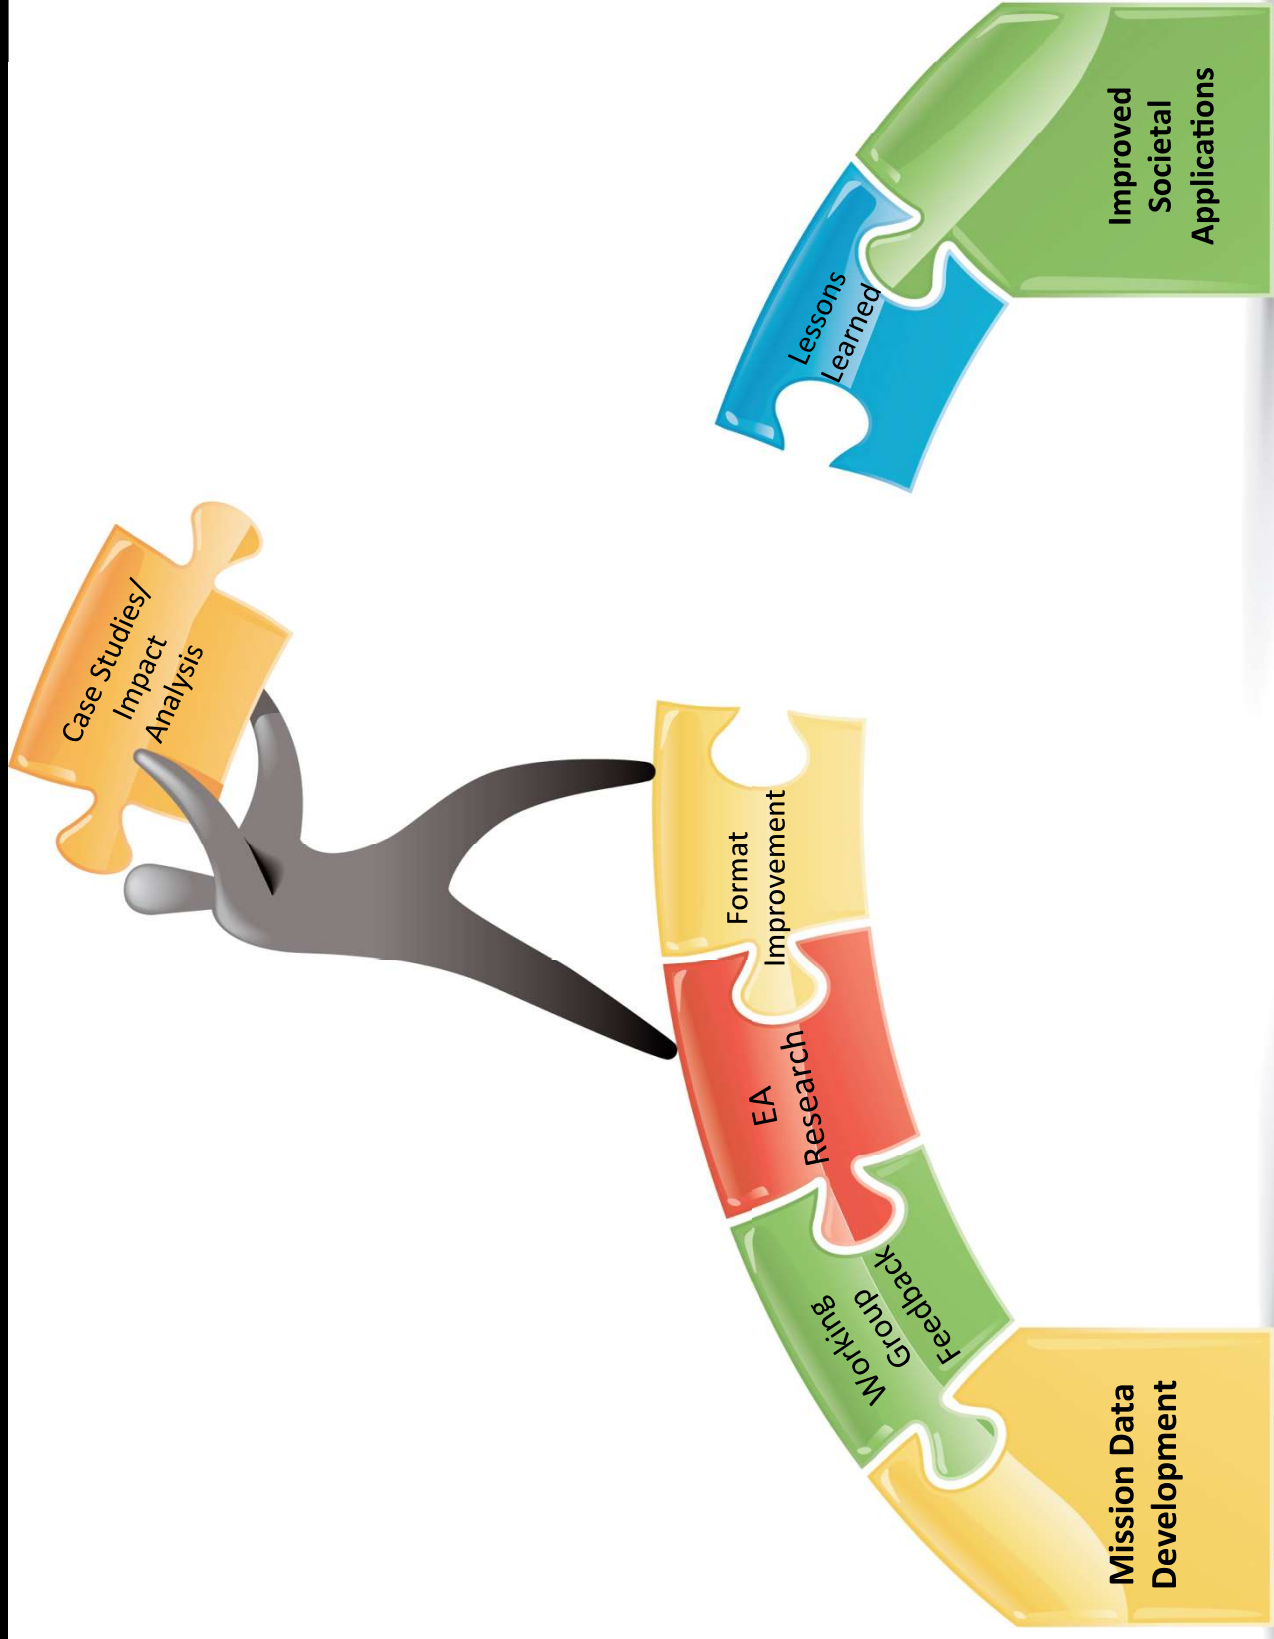 Mission Data
Development
Working
Group
Feedback
EA
Research
Format
Improvement
Case Studies/
Impact
Analysis
Lessons
Learned
Improved
Societal
Applications